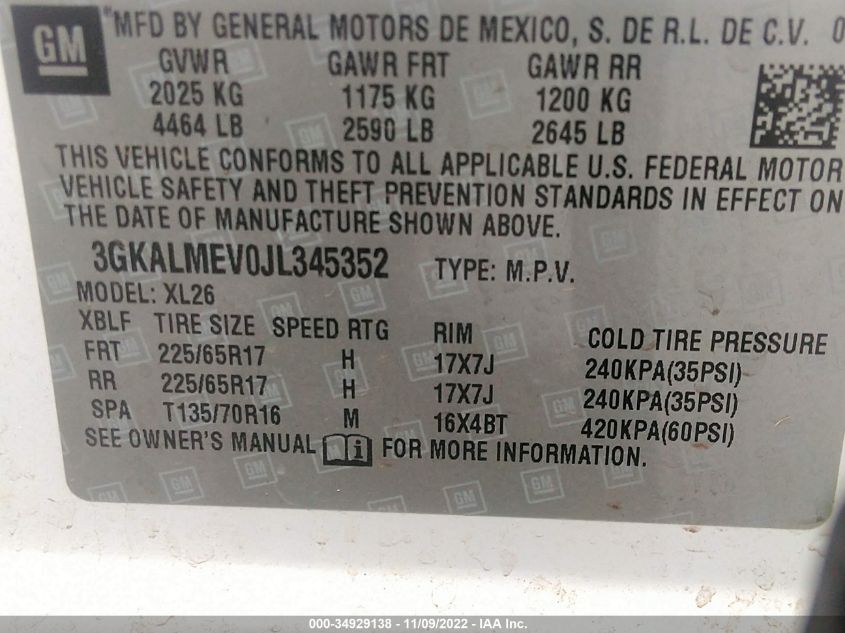 GM
*MFD BY GENERAL MOTORS DE MEXICO, S. DE R.L. DE C.V. 0
GVWR GAWR FRT GAWR RR
2025 KG 1175 KG 1200 KG
4464 LB 2590 LB 2645 LB
THIS VEHICLE CONFORMS TO ALL APPLICABLE U.S. FEDERAL MOTOR
VEHICLE SAFETY AND THEFT PREVENTION STANDARDS IN EFFECT ON
THE DATE OF MANUFACTURE SHOWN ABOVE.
3GKALMEV0JL345352 TYPE: M.P.V.
MODEL: XL26
XBLF TIRE SIZE SPEED RTG RIM COLD TIRE PRESSURE
FRT 225/65R17 H 17X7J 240KPA(35PSI)
RR 225/65R17 H 17X7J 240KPA(35PSI)
SPA T135/70R16 M 16X4BT 420KPA(60PSI)
SEE OWNER'S MANUAL i FOR MORE INFORMATION.
000-34929138 - 11/09/2022 - IAA Inc.